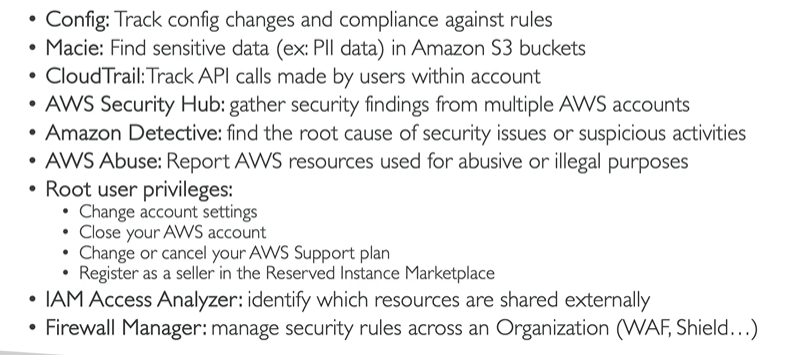 • Config: Track config changes and compliance against rules
• Macie: Find sensitive data (ex: PII data) in Amazon S3 buckets
• CloudTrail: Track API calls made by users within account
• AWS Security Hub: gather security findings from multiple AWS accounts
• Amazon Detective: find the root cause of security issues or suspicious activities
• AWS Abuse: Report AWS resources used for abusive or illegal purposes
• Root user privileges:
• Change account settings
• Close your AWS account
• Change or cancel your AWS Support plan
• Register as a seller in the Reserved Instance Marketplace
• IAM Access Analyzer: identify which resources are shared externally
• Firewall Manager: manage security rules across an Organization (WAF, Shield…)